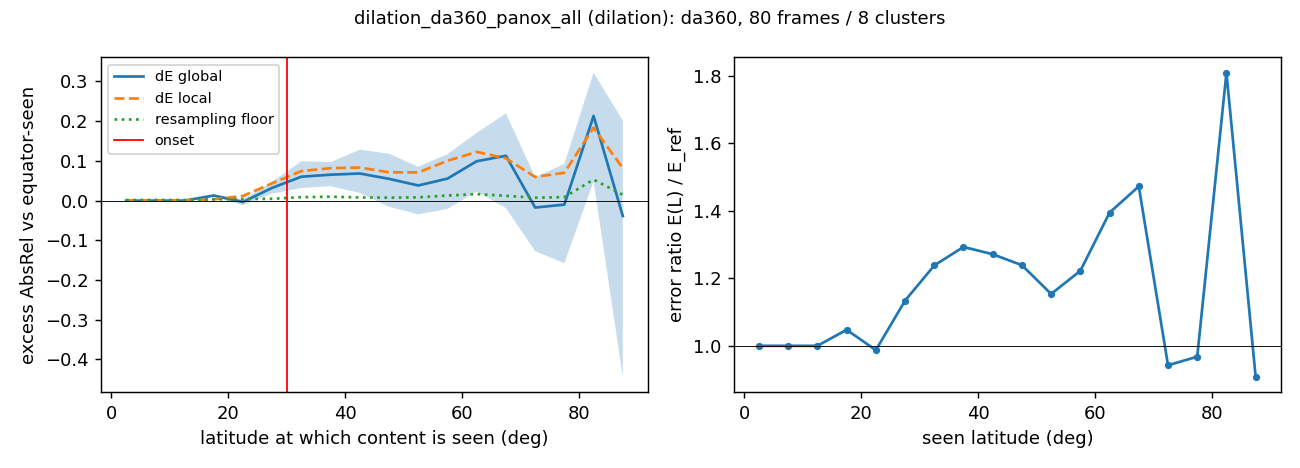 dilation_da360_panox_all (dilation): da360, 80 frames / 8 clusters
excess AbsRel vs equator-seen
0.3
0.2
0.1
0.0
−0.1
−0.2
−0.3
−0.4
dE global
dE local
resampling floor
onset
0 20 40 60 80
latitude at which content is seen (deg)
error ratio E(L) / E_ref
1.8
1.6
1.4
1.2
1.0
0 20 40 60 80
seen latitude (deg)